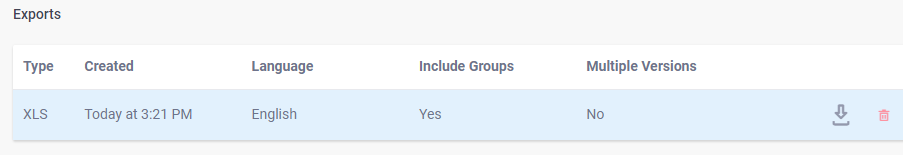 Exports
Type Created Language Include Groups Multiple Versions
XLS Today at 3:21 PM English Yes No